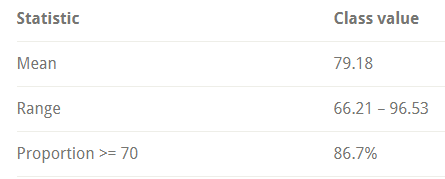 Statistic Class value
Mean 79.18
Range 66.21 – 96.53
Proportion >= 70 86.7%